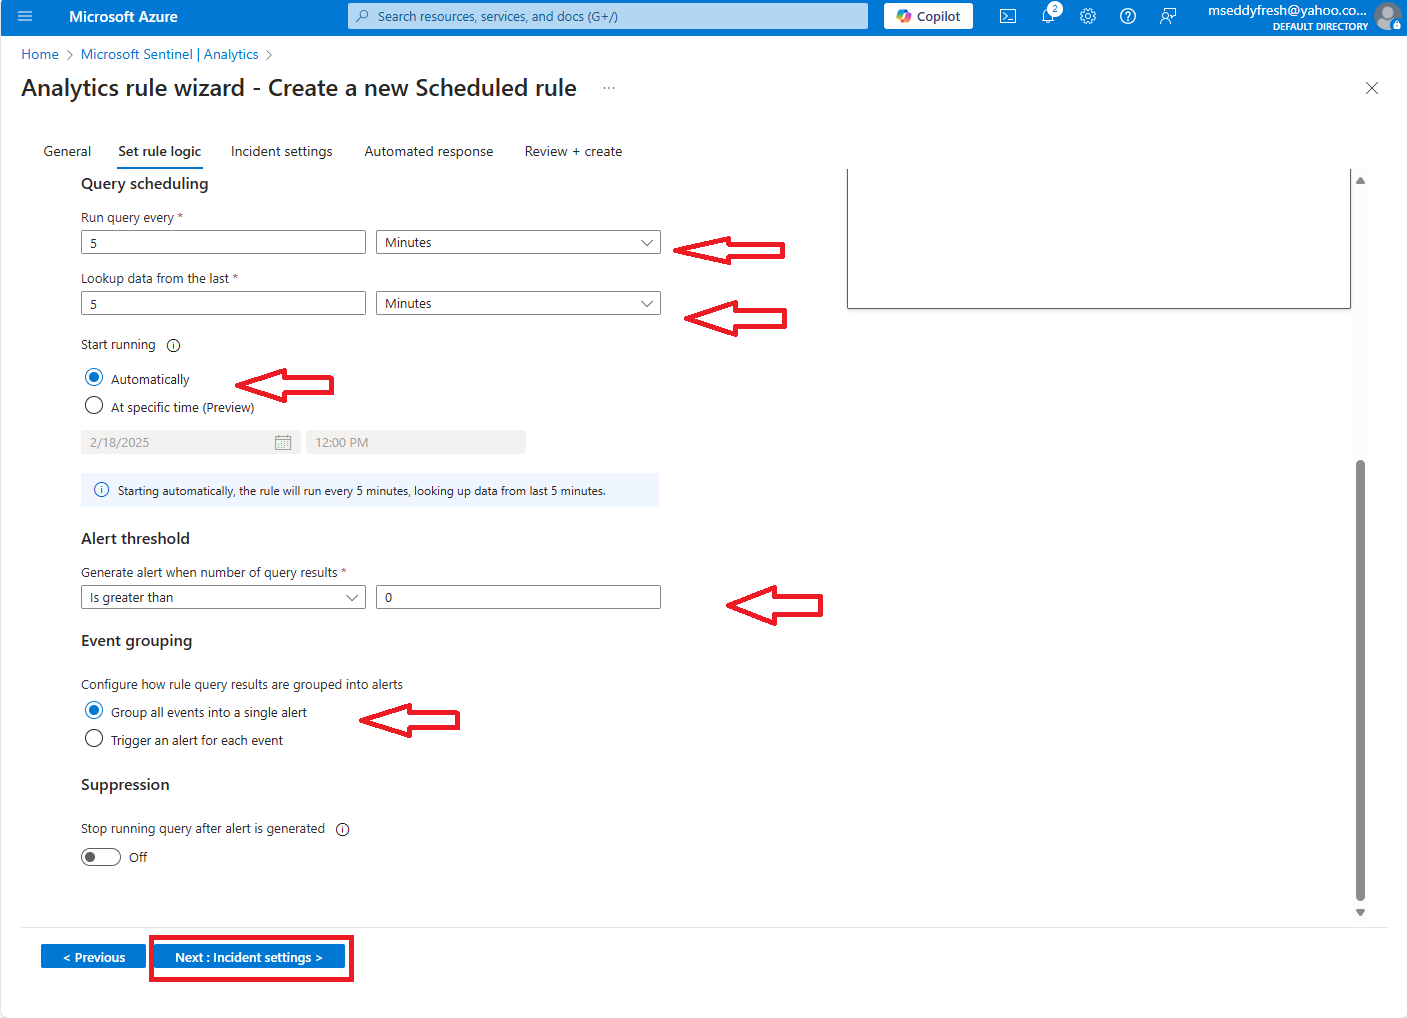 Microsoft Azure
Search resources, services, and docs (G+/)
Copilot
2
mseddyfresh@yahoo.co...
DEFAULT DIRECTORY
Home > Microsoft Sentinel | Analytics >
Analytics rule wizard - Create a new Scheduled rule ...
General Set rule logic Incident settings Automated response Review + create
Query scheduling
Run query every *
5 Minutes
Lookup data from the last *
5 Minutes
Start running
Automatically
At specific time (Preview)
2/18/2025 12:00 PM
Starting automatically, the rule will run every 5 minutes, looking up data from last 5 minutes.
Alert threshold
Generate alert when number of query results *
Is greater than 0
Event grouping
Configure how rule query results are grouped into alerts
Group all events into a single alert
Trigger an alert for each event
Suppression
Stop running query after alert is generated
Off
< Previous Next : Incident settings >